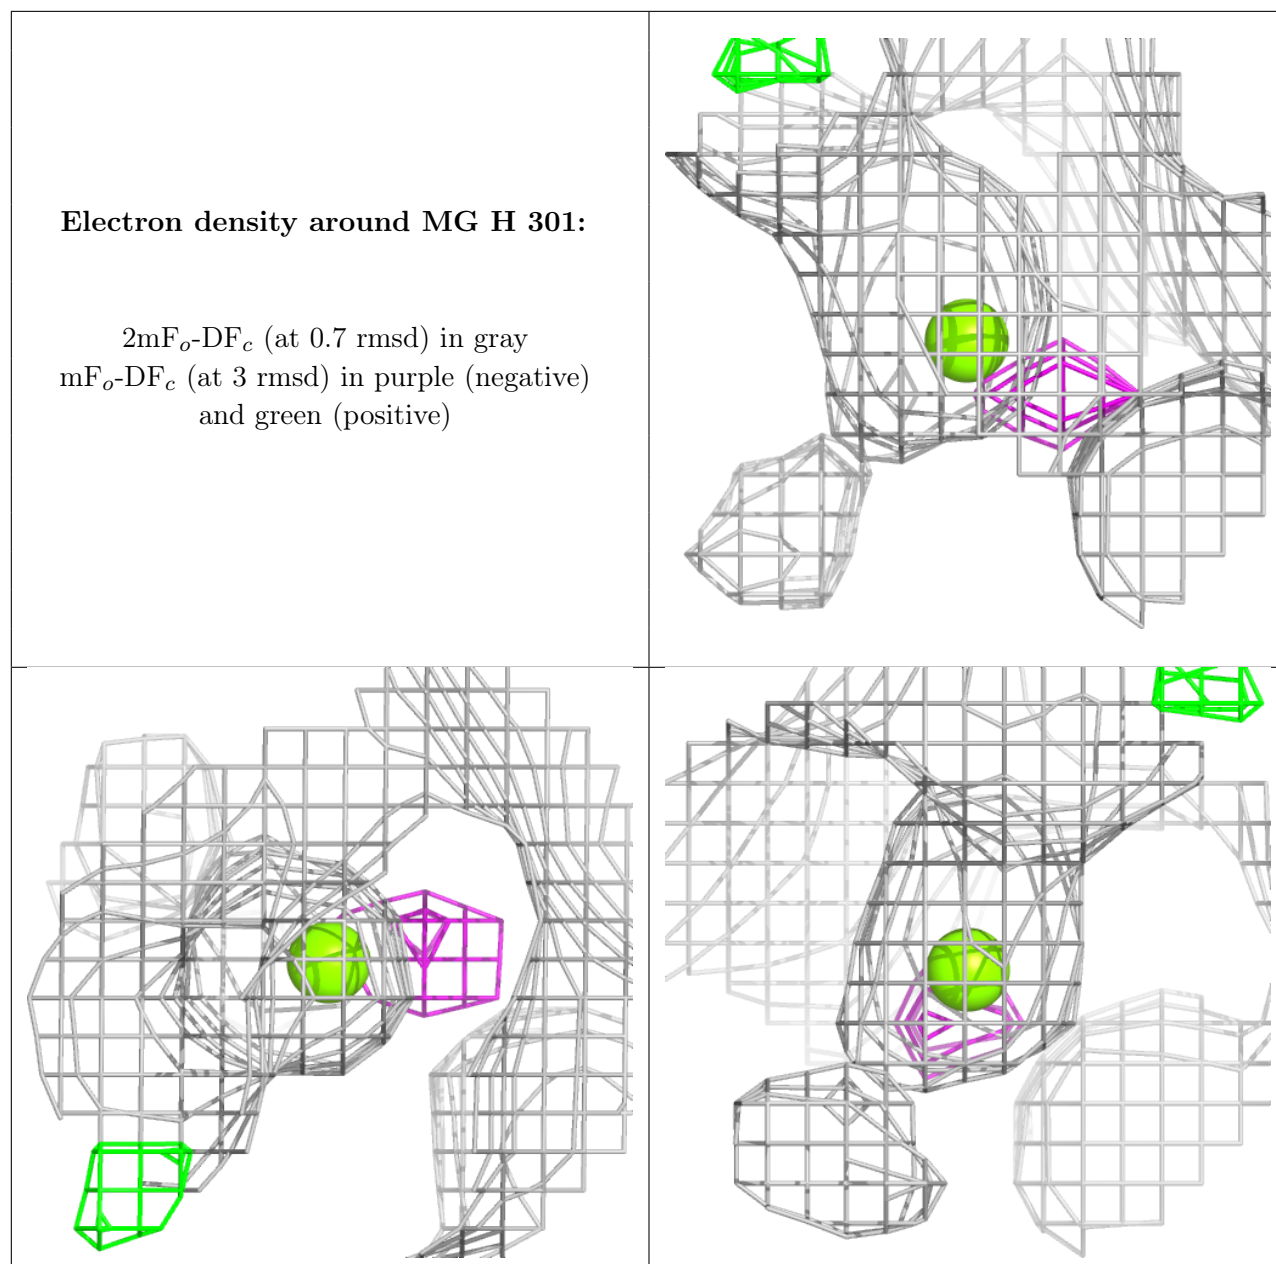 Electron density around MG H 301:
2mFo-DFc (at 0.7 rmsd) in gray
mFo-DFc (at 3 rmsd) in purple (negative)
and green (positive)